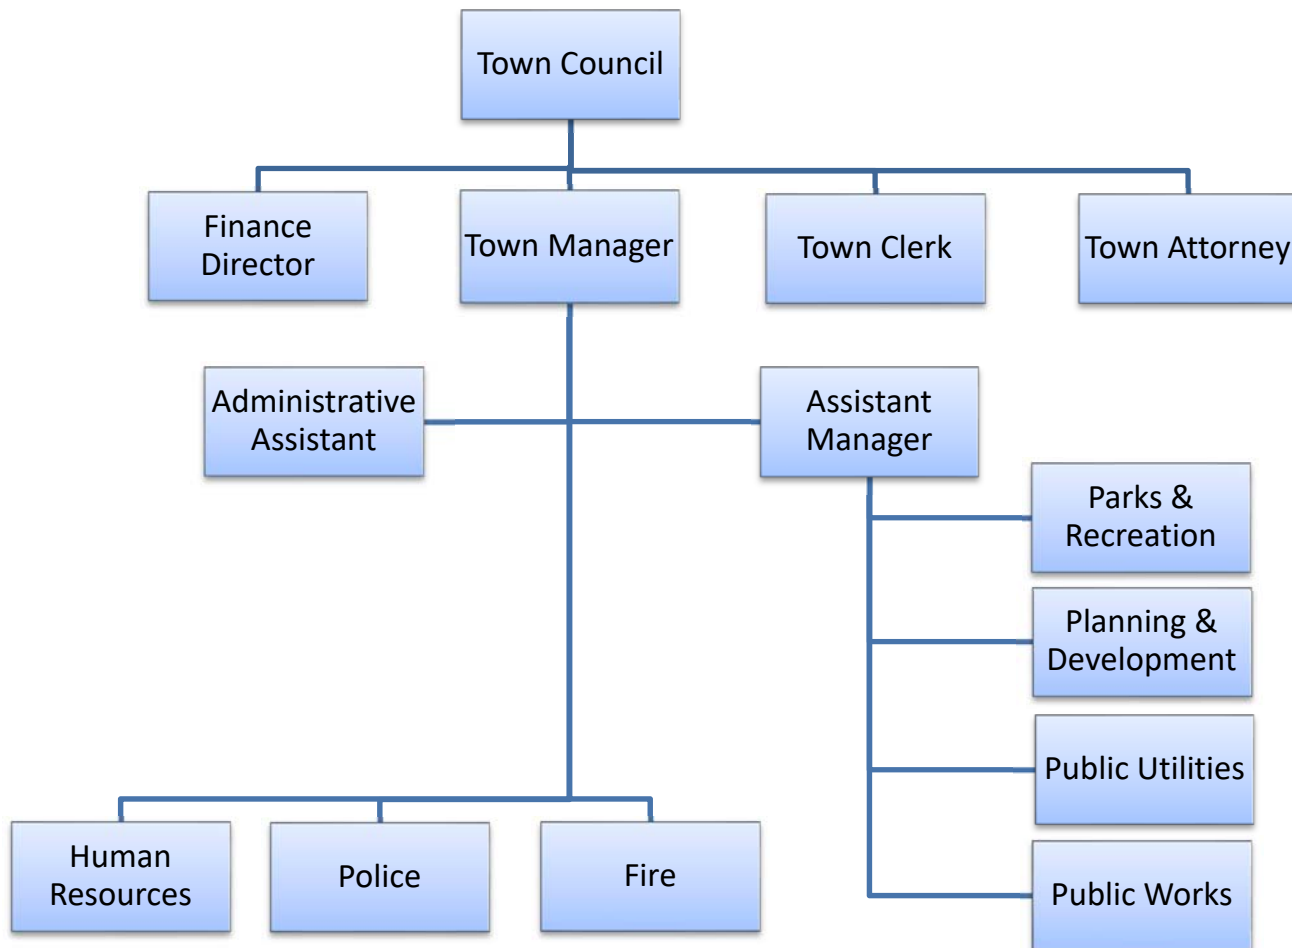 Town Council
Finance
Director
Town Manager
Town Clerk
Town Attorney
Administrative
Assistant
Assistant
Manager
Parks &
Recreation
Planning &
Development
Public Utilities
Public Works
Human
Resources
Police
Fire